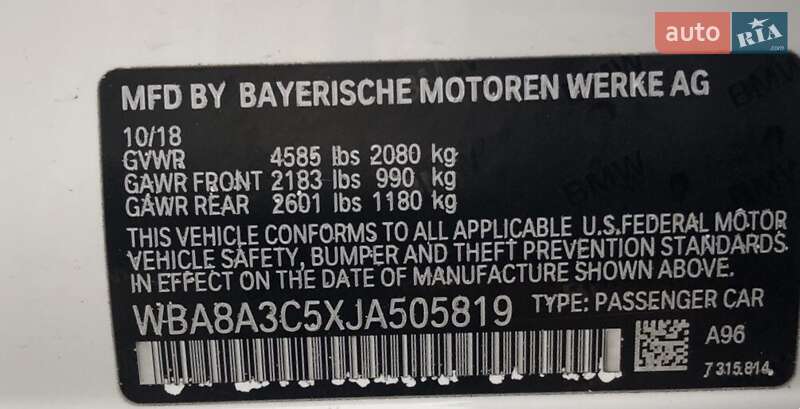 auto RIA.com
MFD BY BAYERISCHE MOTOREN WERKE AG
10/18
GVWR 4585 lbs 2080 kg
GAWR FRONT 2183 lbs 990 kg
GAWR REAR 2601 lbs 1180 kg
THIS VEHICLE CONFORMS TO ALL APPLICABLE U.S.FEDERAL MOTOR
VEHICLE SAFETY, BUMPER AND THEFT PREVENTION STANDARDS
IN EFFECT ON THE DATE OF MANUFACTURE SHOWN ABOVE.
WBA8A3C5XJA505819 TYPE: PASSENGER CAR
A96
7 315.814
BMW
BMW